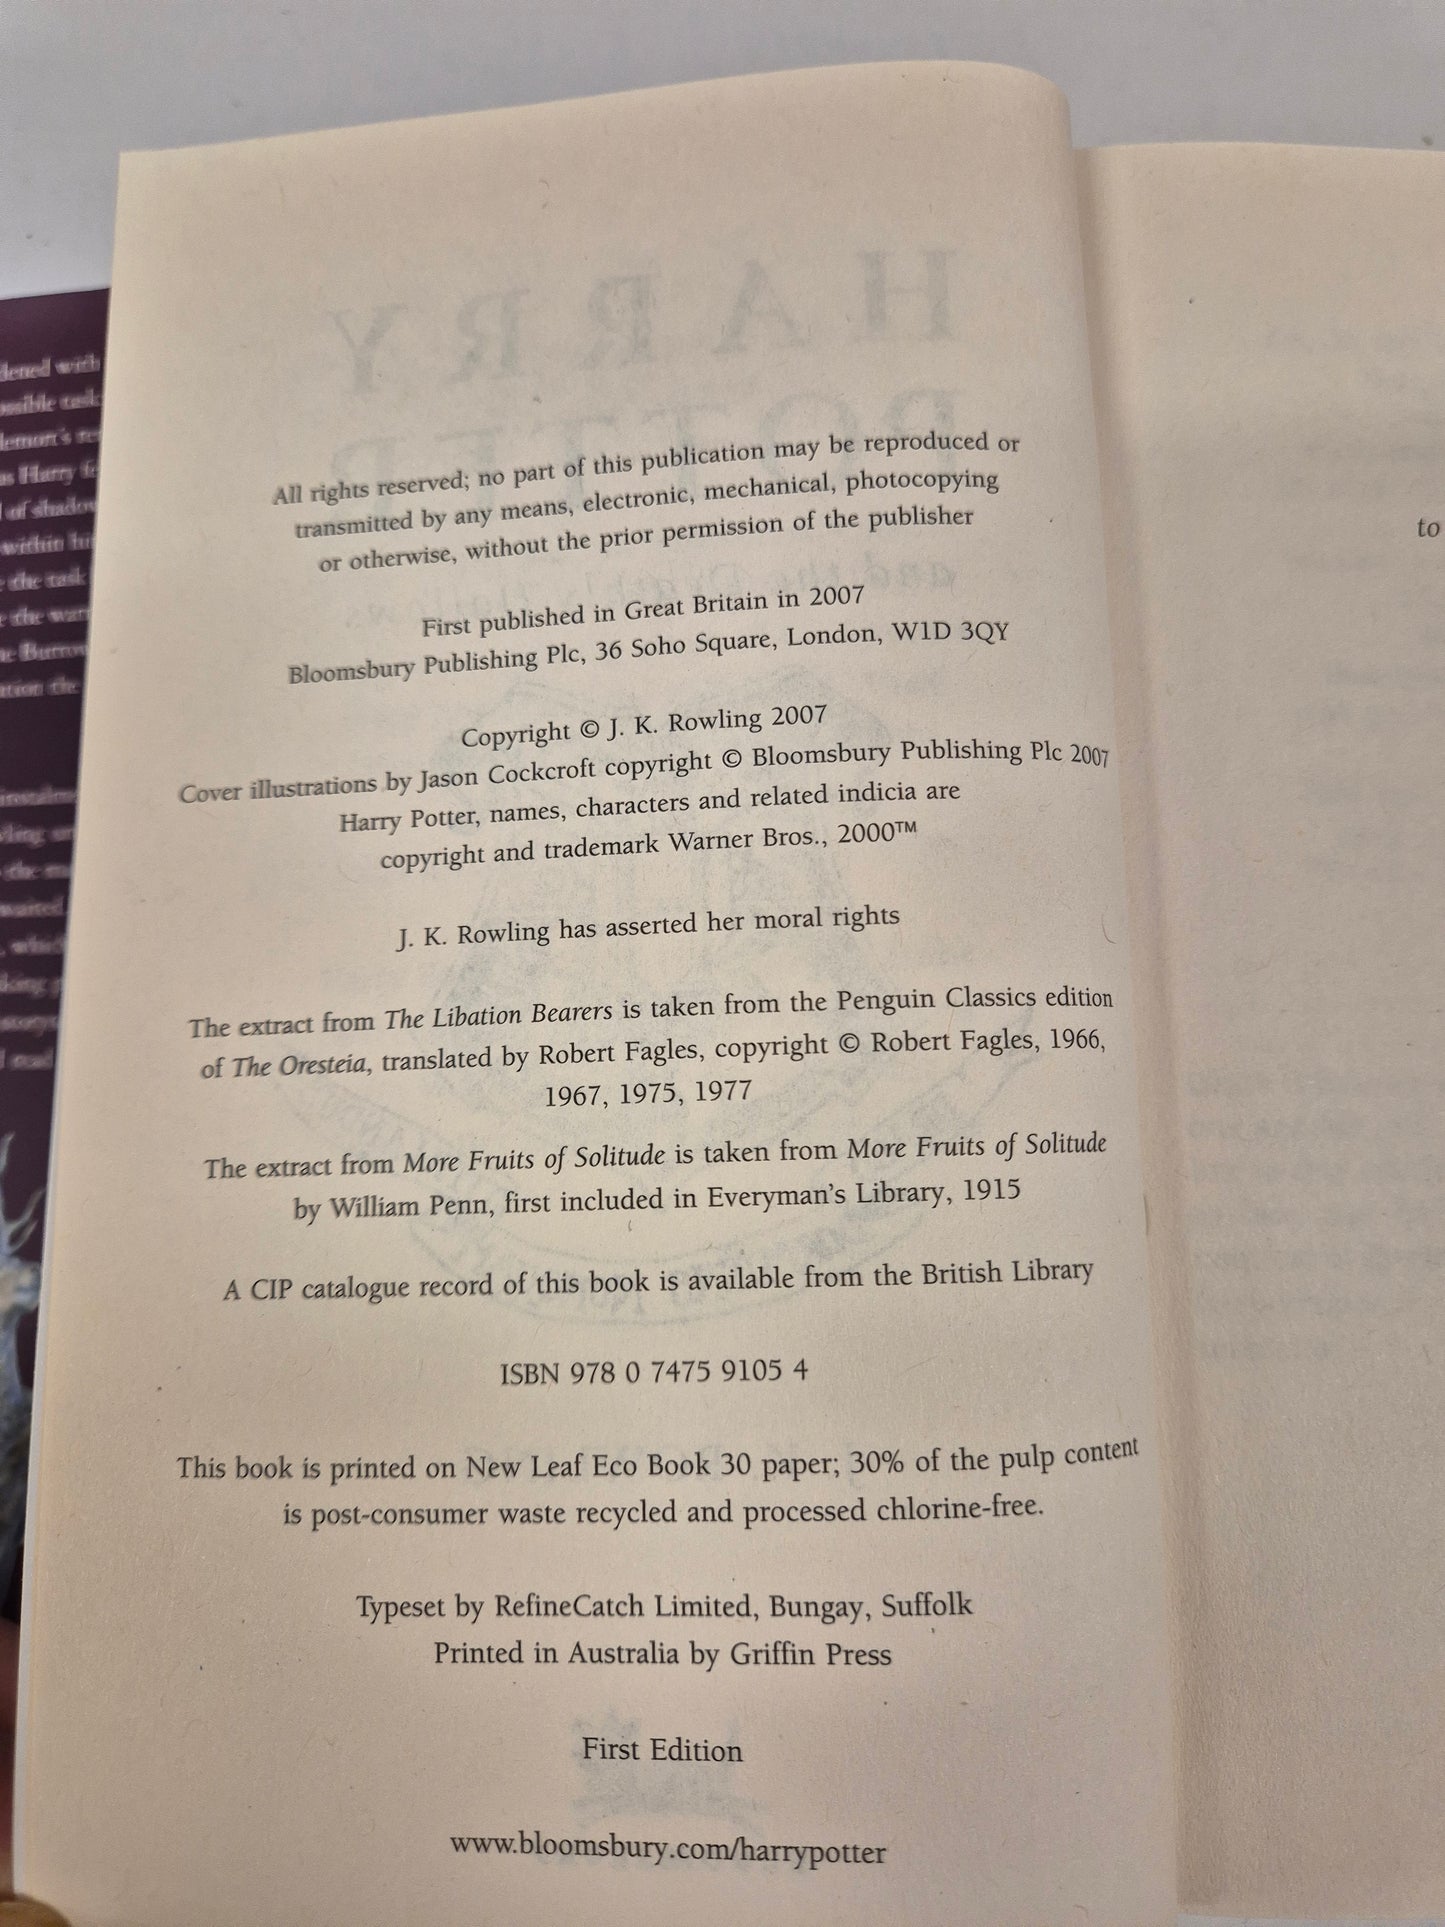 All rights reserved; no part of this publication may be reproduced or
transmitted by any means, electronic, mechanical, photocopying
or otherwise, without the prior permission of the publisher
First published in Great Britain in 2007
Bloomsbury Publishing Plc, 36 Soho Square, London, W1D 3QY
Copyright © J. K. Rowling 2007
Cover illustrations by Jason Cockcroft copyright © Bloomsbury Publishing Plc 2007
Harry Potter, names, characters and related indicia are
copyright and trademark Warner Bros., 2000™
J. K. Rowling has asserted her moral rights
The extract from The Libation Bearers is taken from the Penguin Classics edition
of The Oresteia, translated by Robert Fagles, copyright © Robert Fagles, 1966,
1967, 1975, 1977
The extract from More Fruits of Solitude is taken from More Fruits of Solitude
by William Penn, first included in Everyman's Library, 1915
A CIP catalogue record of this book is available from the British Library
ISBN 978 0 7475 9105 4
This book is printed on New Leaf Eco Book 30 paper; 30% of the pulp content
is post-consumer waste recycled and processed chlorine-free.
Typeset by RefineCatch Limited, Bungay, Suffolk
Printed in Australia by Griffin Press
First Edition
www.bloomsbury.com/harrypotter
to
with
task
Harry
within
the task
the
the
HARRY